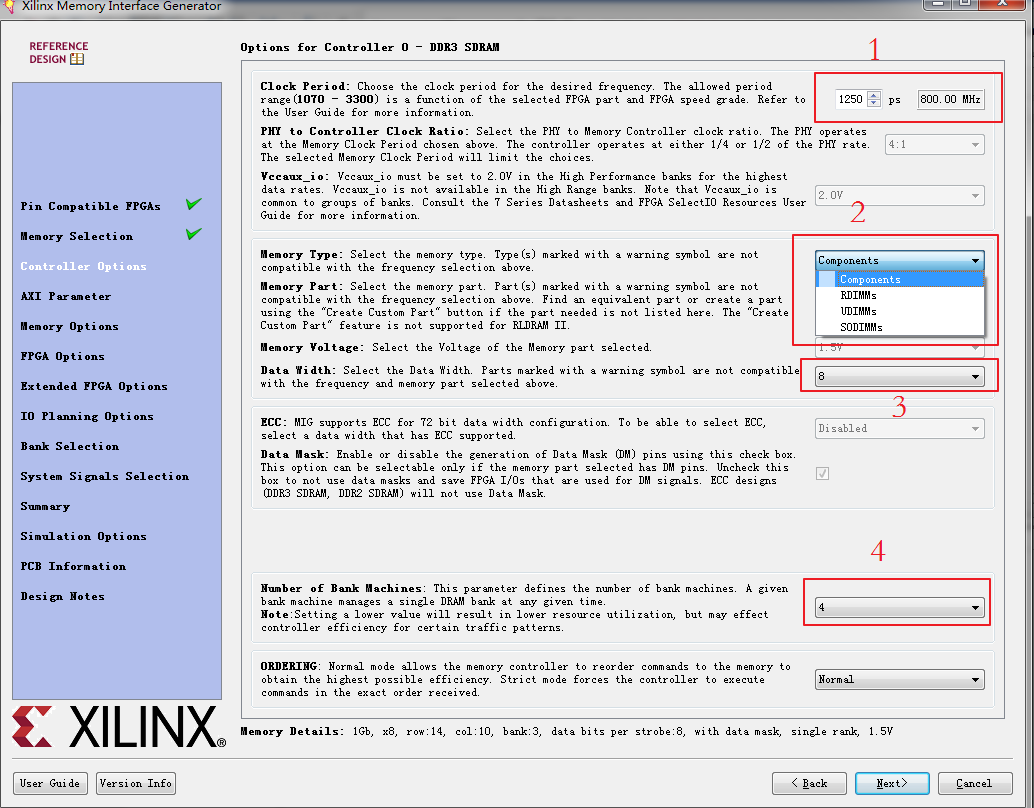 Xilinx Memory Interface Generator
REFERENCE
DESIGN
Pin Compatible FPGAs
Memory Selection
Controller Options
AXI Parameter
Memory Options
FPGA Options
Extended FPGA Options
IO Planning Options
Bank Selection
System Signals Selection
Summary
Simulation Options
PCB Information
Design Notes
XILINX®
Options for Controller 0 - DDR3 SDRAM
1
Clock Period: Choose the clock period for the desired frequency. The allowed period
range(1070 - 3300) is a function of the selected FPGA part and FPGA speed grade. Refer to
the User Guide for more information.
1250 ps 800.00 MHz
PHY to Controller Clock Ratio: Select the PHY to Memory Controller clock ratio. The PHY operates
at the Memory Clock Period chosen above. The controller operates at either 1/4 or 1/2 of the PHY rate.
The selected Memory Clock Period will limit the choices.
4:1
Vccaux_io: Vccaux_io must be set to 2.0V in the High Performance banks for the highest
data rates. Vccaux_io is not available in the High Range banks. Note that Vccaux_io is
common to groups of banks. Consult the 7 Series Datasheets and FPGA SelectIO Resources User
Guide for more information.
2.0V
2
Memory Type: Select the memory type. Type(s) marked with a warning symbol are not
compatible with the frequency selection above.
Components
Components
RDIMMs
UDIMMs
SODIMMs
Memory Part: Select the memory part. Part(s) marked with a warning symbol are not
compatible with the frequency selection above. Find an equivalent part or create a part
using the "Create Custom Part" button if the part needed is not listed here. The "Create
Custom Part" feature is not supported for RLDRAM II.
Memory Voltage: Select the Voltage of the Memory part selected.
1.5V
Data Width: Select the Data Width. Parts marked with a warning symbol are not compatible
with the frequency and memory part selected above.
8
3
ECC: MIG supports ECC for 72 bit data width configuration. To be able to select ECC,
select a data width that has ECC supported.
Disabled
Data Mask: Enable or disable the generation of Data Mask (DM) pins using this check box.
This option can be selectable only if the memory part selected has DM pins. Uncheck this
box to not use data masks and save FPGA I/Os that are used for DM signals. ECC designs
(DDR3 SDRAM, DDR2 SDRAM) will not use Data Mask.
4
Number of Bank Machines: This parameter defines the number of bank machines. A given
bank machine manages a single DRAM bank at any given time.
Note:Setting a lower value will result in lower resource utilization, but may effect
controller efficiency for certain traffic patterns.
4
ORDERING: Normal mode allows the memory controller to reorder commands to the memory to
obtain the highest possible efficiency. Strict mode forces the controller to execute
commands in the exact order received.
Normal
Memory Details: 1Gb, x8, row:14, col:10, bank:3, data bits per strobe:8, with data mask, single rank, 1.5V
User Guide Version Info < Back Next> Cancel